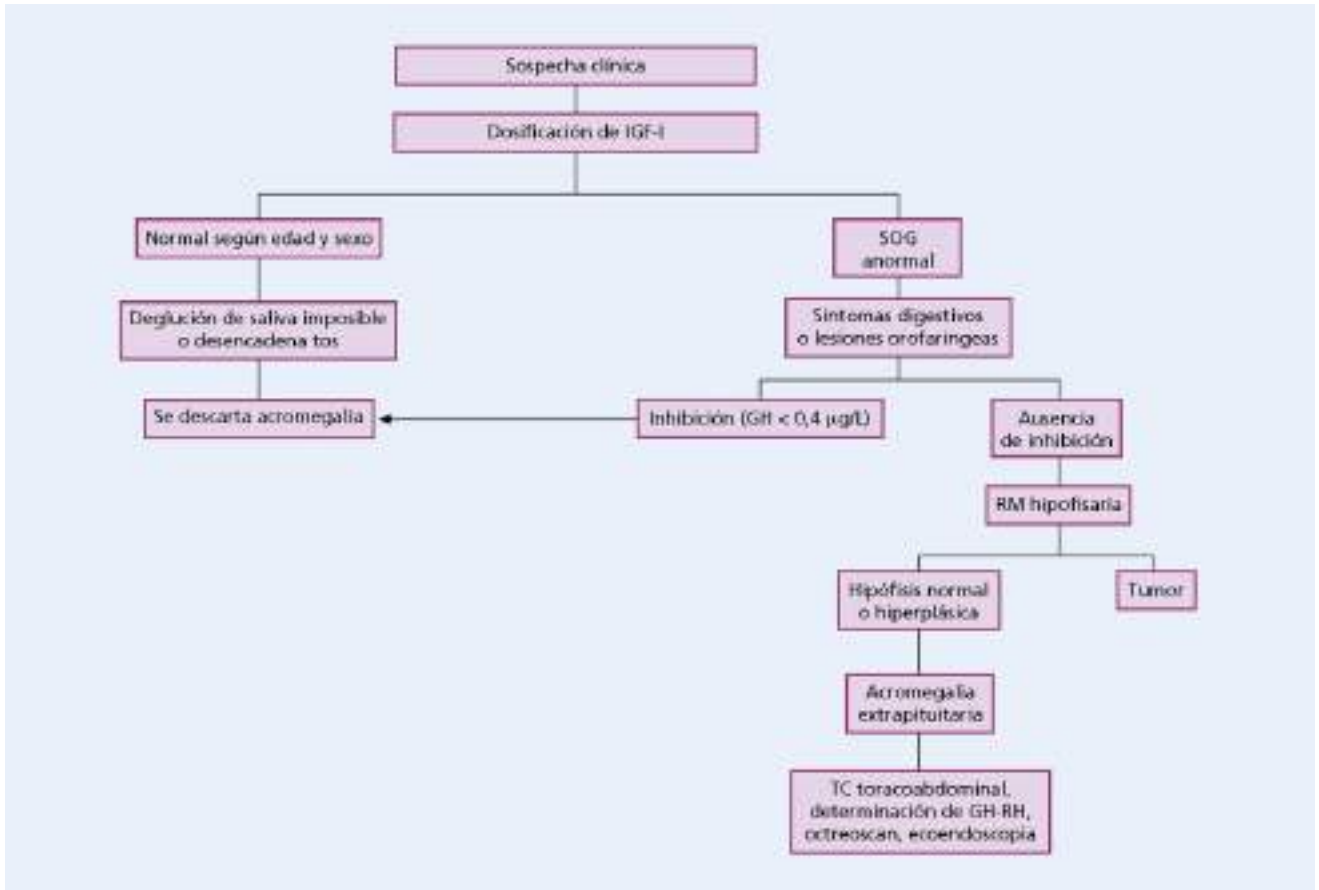 Sospecha clínica
Dosificación de IGF-I
Normal según edad y sexo
SOG
anormal
Deglución de saliva imposible
o desencadena tos
Síntomas digestivos
o lesiones orofaríngeas
Se descarta acromegalia
Inhibición (GH < 0,4 µg/L)
Ausencia
de inhibición
RM hipofisaria
Hipófisis normal
o hiperplásica
Tumor
Acromegalia
extrapituitaria
TC toracoabdominal,
determinación de GH-RH,
octreoscan, ecoendoscopia